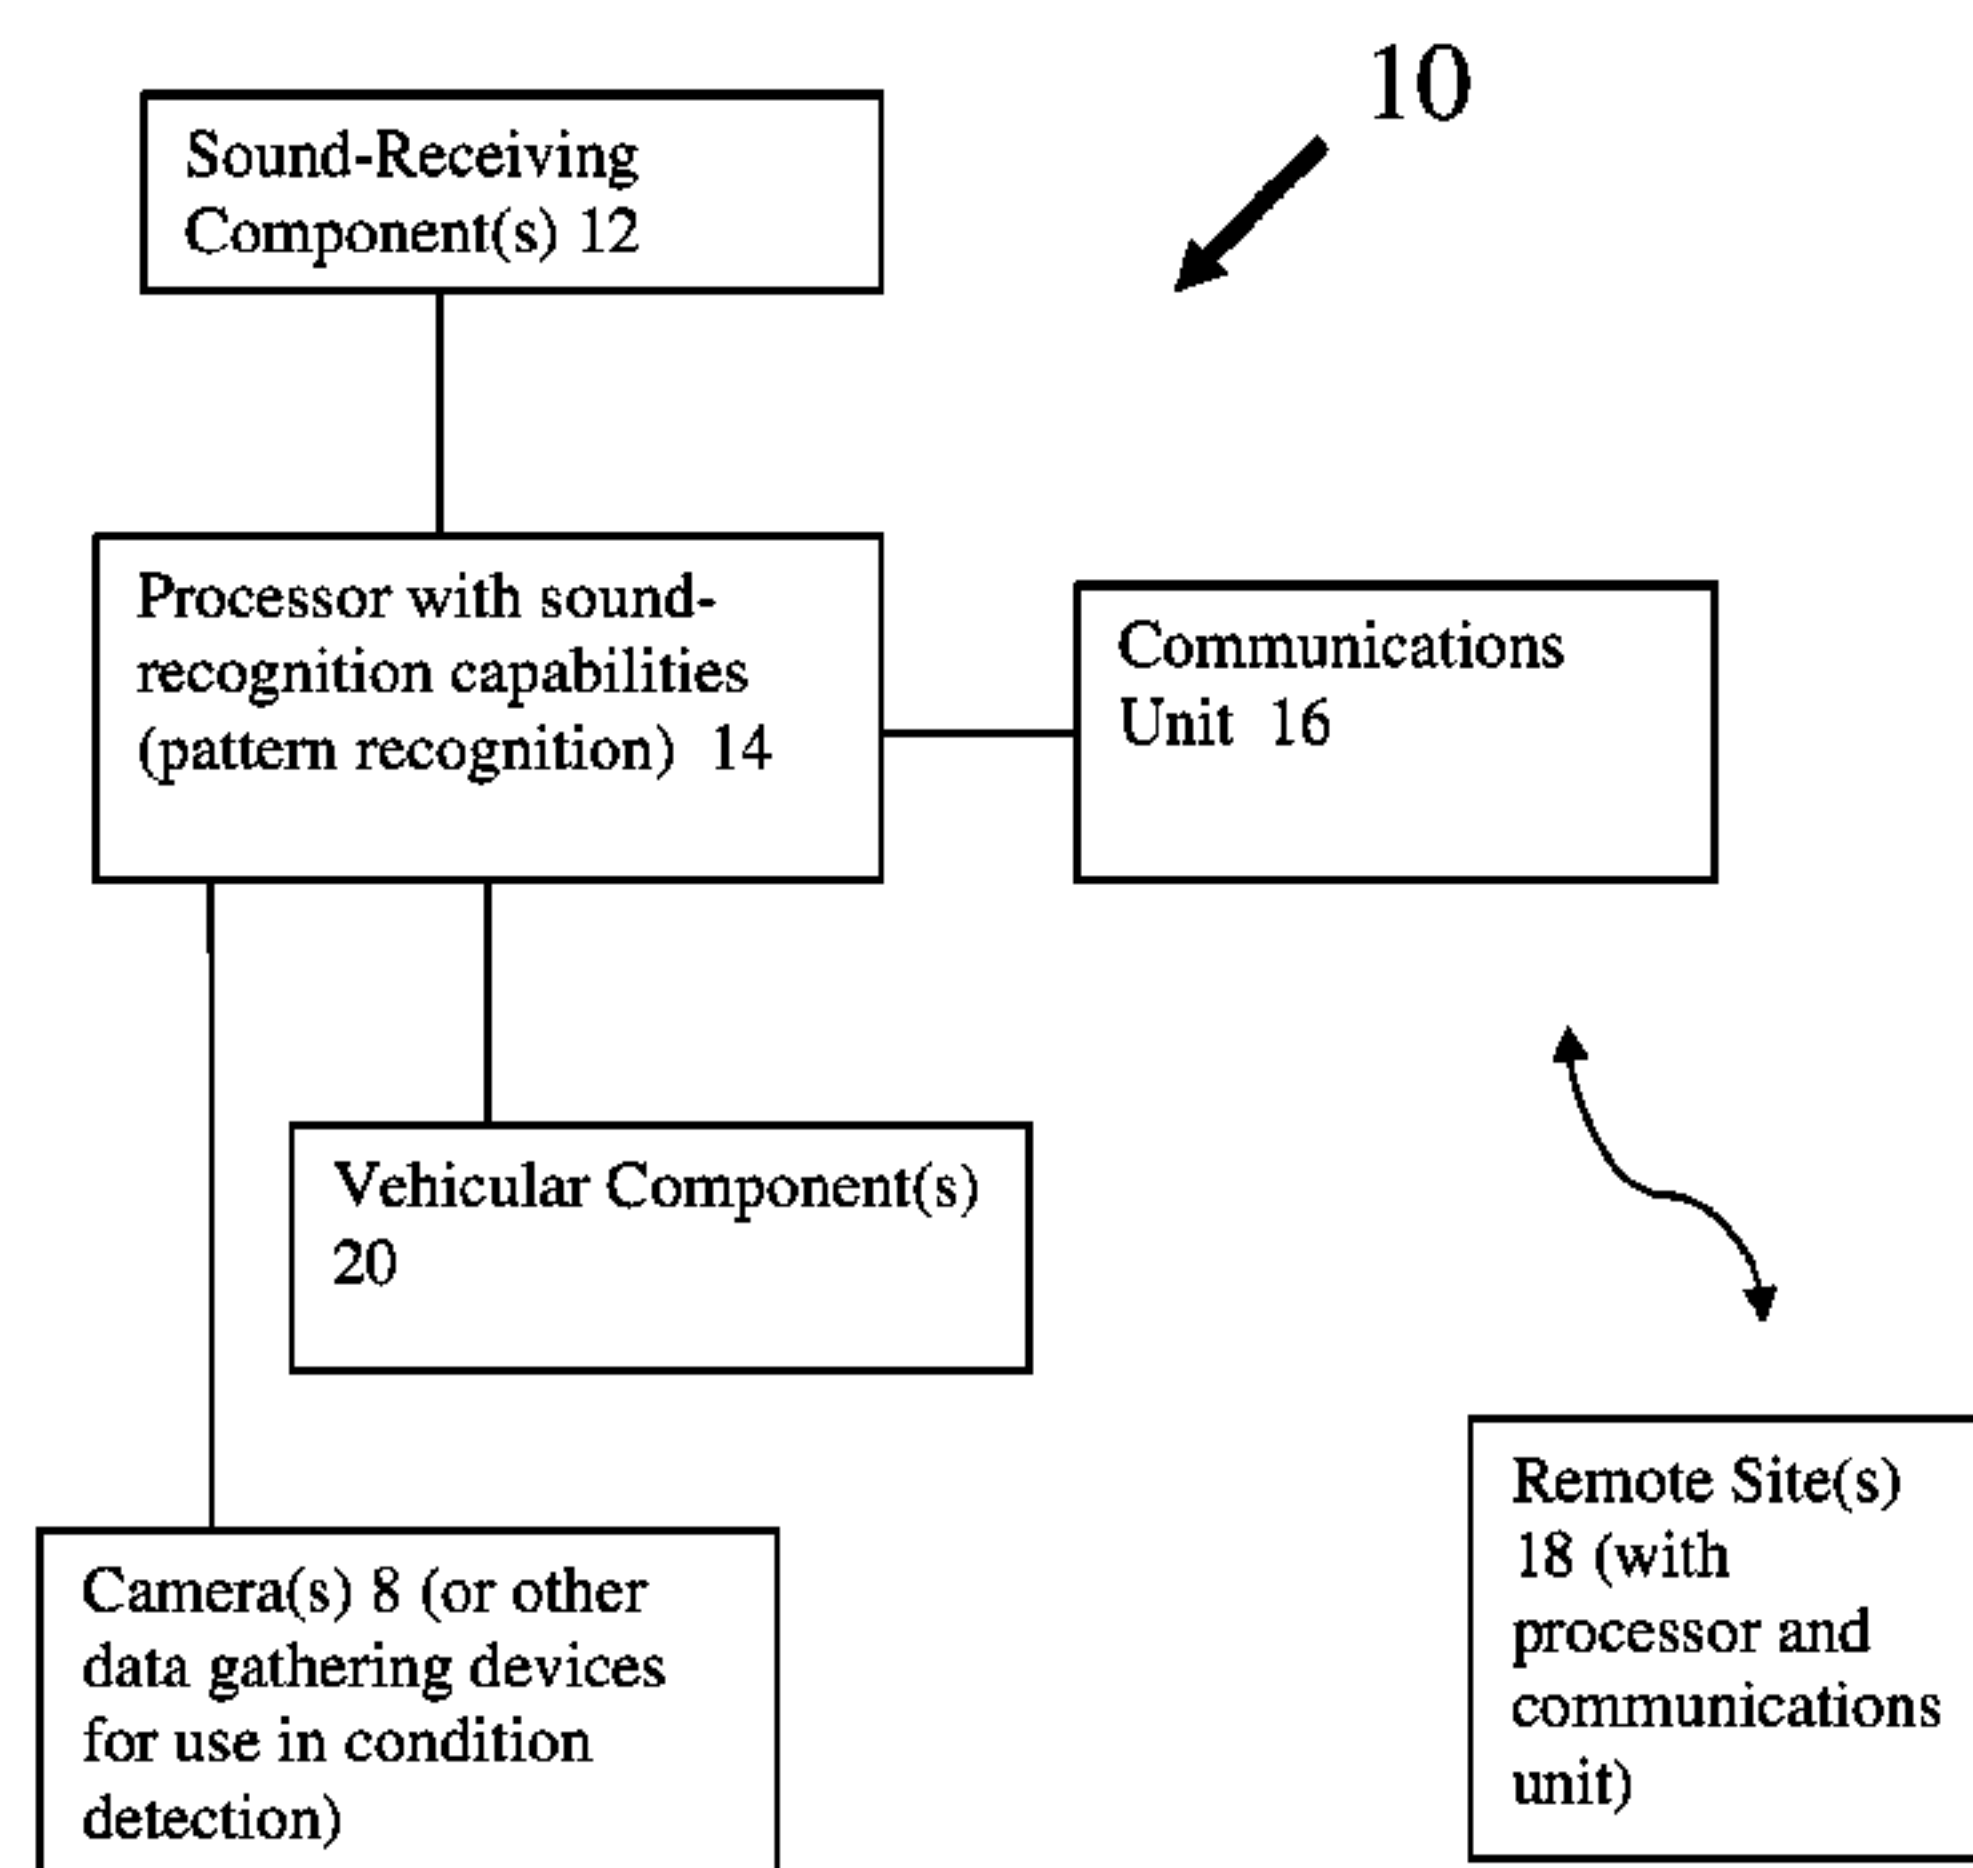 10
Sound-Receiving
Component(s) 12
Processor with sound-
recognition capabilities
(pattern recognition) 14
Communications
Unit 16
Vehicular Component(s)
20
Remote Site(s)
18 (with
processor and
communications
unit)
Camera(s) 8 (or other
data gathering devices
for use in condition
detection)